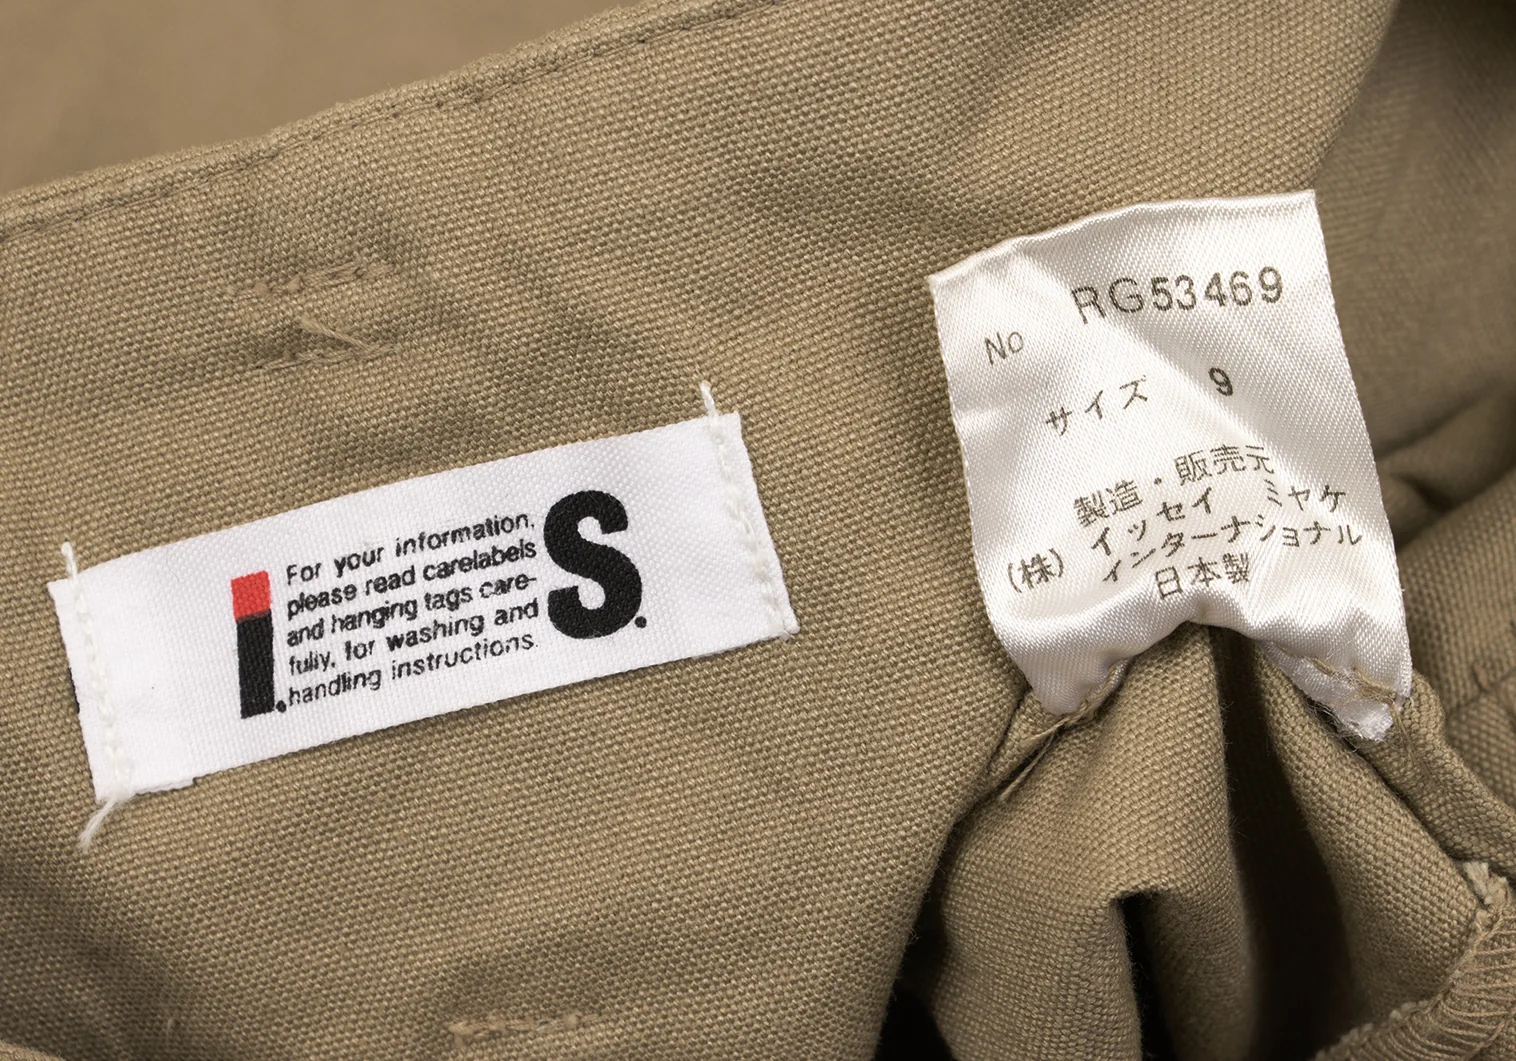 i.
For your information,
please read carelabels
and hanging tags care-
fully, for washing and
handling instructions.
S.
No RG53469
サイズ 9
製造・販売元
(株) イッセイ ミヤケ
インターナショナル
日本製